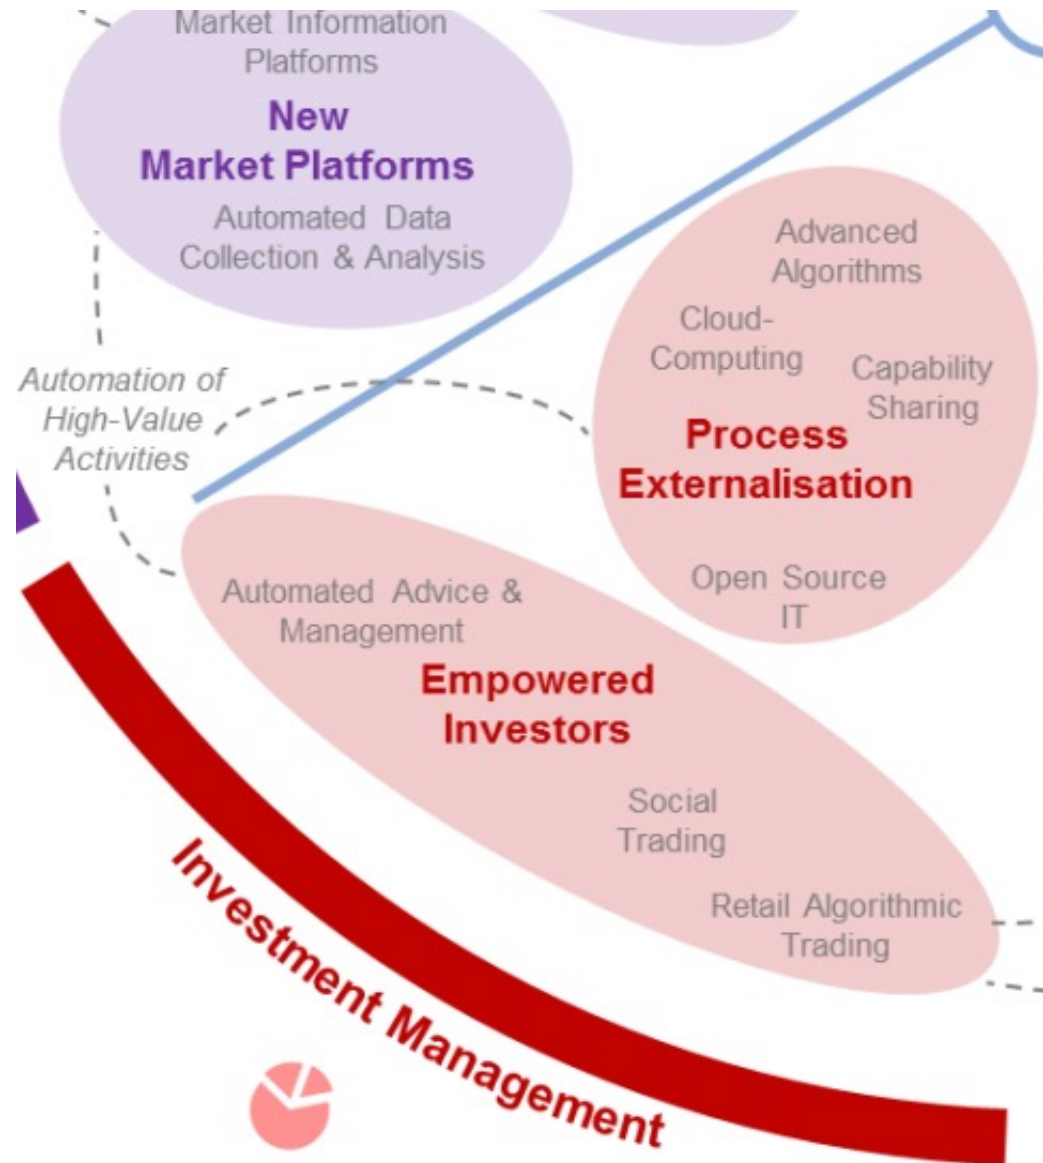 Market Information
Platforms
New
Market Platforms
Automated Data
Collection & Analysis
Advanced
Algorithms
Cloud-
Computing
Capability
Sharing
Process
Externalisation
Open Source
IT
Automation of
High-Value
Activities
Automated Advice &
Management
Empowered
Investors
Social
Trading
Retail Algorithmic
Trading
Investment Management